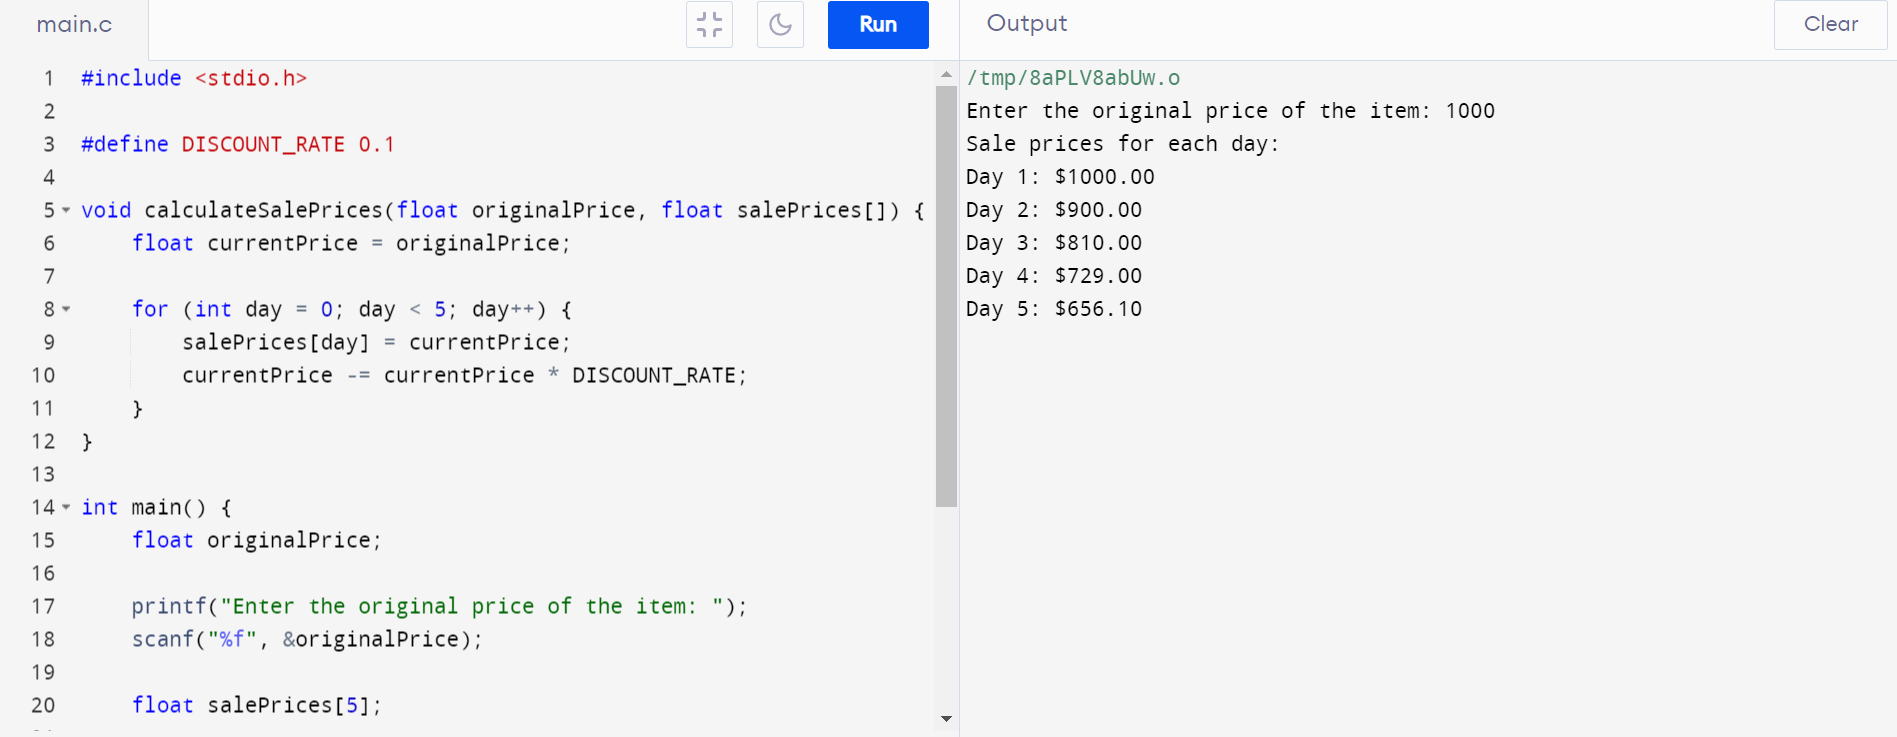 main.c
Run
Output
Clear
1 #include <stdio.h>
2
3 #define DISCOUNT_RATE 0.1
4
5 void calculateSalePrices(float originalPrice, float salePrices[]) {
6     float currentPrice = originalPrice;
7
8     for (int day = 0; day < 5; day++) {
9         salePrices[day] = currentPrice;
10         currentPrice -= currentPrice * DISCOUNT_RATE;
11     }
12 }
13
14 int main() {
15     float originalPrice;
16
17     printf("Enter the original price of the item: ");
18     scanf("%f", &originalPrice);
19
20     float salePrices[5];
/tmp/8aPLV8abUw.o
Enter the original price of the item: 1000
Sale prices for each day:
Day 1: $1000.00
Day 2: $900.00
Day 3: $810.00
Day 4: $729.00
Day 5: $656.10